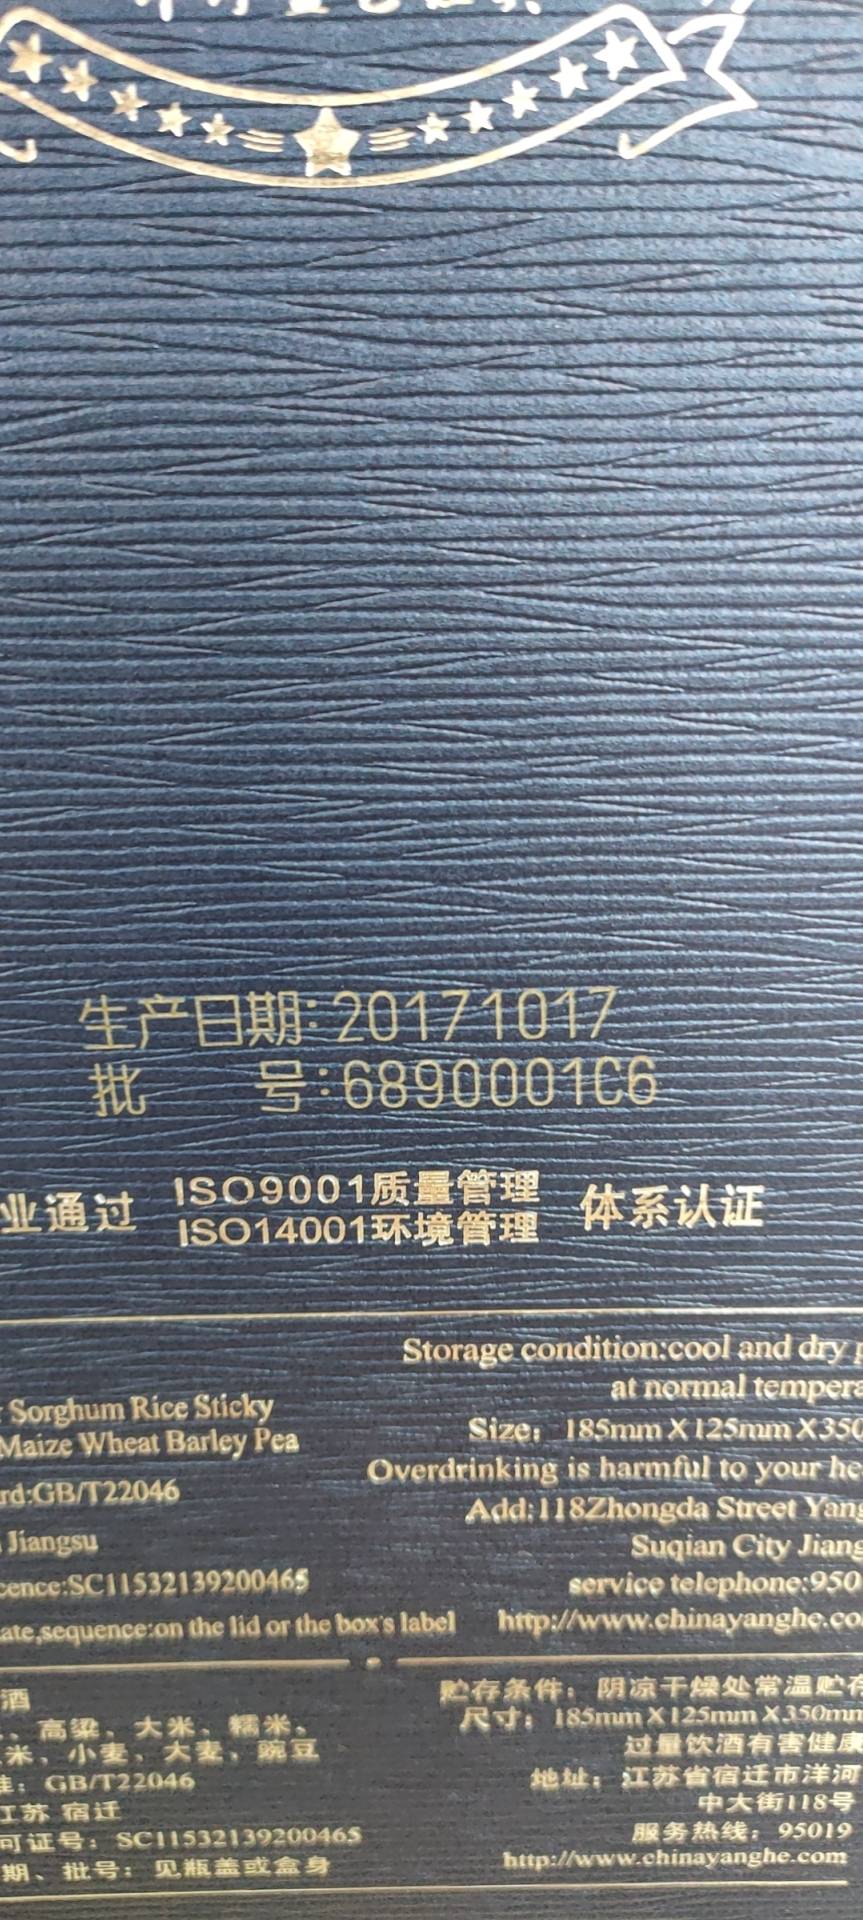 生产日期:20171017
批 号:6890001C6
业通过 ISO9001质量管理 体系认证
ISO14001环境管理
Storage condition:cool and dry
at normal tempera
Sorghum Rice Sticky
Size: 185mm X 125mm X 350
Maize Wheat Barley Pea
Overdrinking is harmful to your he
rd:GB/T22046
Add:118Zhongda Street Yang
Jiangsu
Suqian City Jiang
cence:SC11532139200465
service telephone:950
ate,sequence:on the lid or the box's label
http://www.chinayanghe.co
酒
贮存条件: 阴凉干燥处常温贮存
、高粱、大米、糯米、
尺寸: 185mm X 125mm X 350mm
米、小麦、大麦、豌豆
过量饮酒有害健康
准: GB/T22046
地址: 江苏省宿迁市洋河
江苏 宿迁
中大街118号
可证号: SC11532139200465
服务热线: 95019
期、批号: 见瓶盖或盒身
http://www.chinayanghe.com